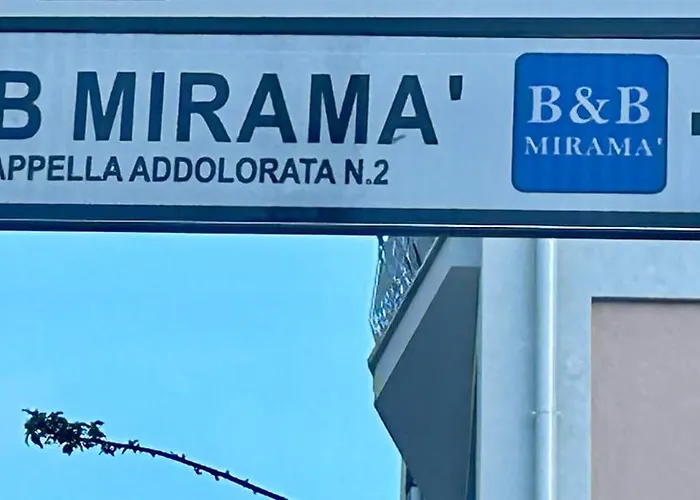 B MIRAMA'
APPELLA ADDOLORATA N.2
B&B
MIRAMA'